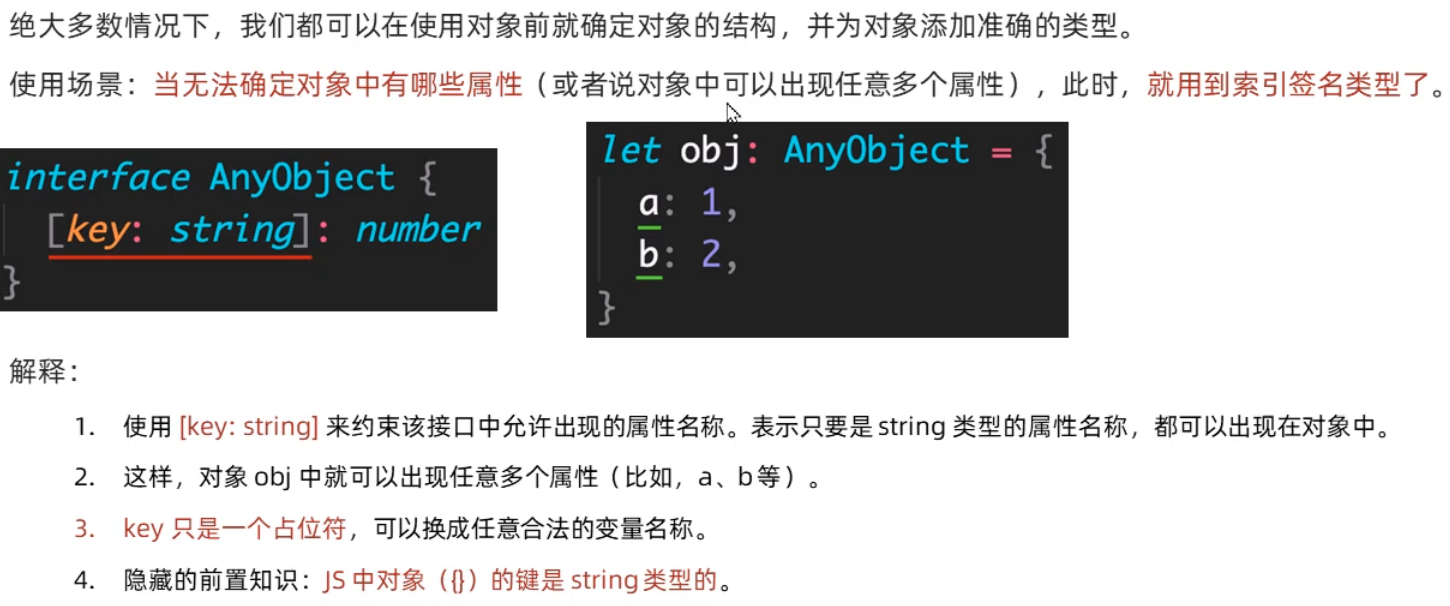 绝大多数情况下，我们都可以在使用对象前就确定对象的结构，并为对象添加准确的类型。
使用场景：当无法确定对象中有哪些属性（或者说对象中可以出现任意多个属性），此时，就用到索引签名类型了。
interface AnyObject {
[key: string]: number
}
let obj: AnyObject = {
a: 1,
b: 2,
}
解释：
1. 使用 [key: string] 来约束该接口中允许出现的属性名称。表示只要是 string 类型的属性名称，都可以出现在对象中。
2. 这样，对象 obj 中就可以出现任意多个属性（比如，a、b 等）。
3. key 只是一个占位符，可以换成任意合法的变量名称。
4. 隐藏的前置知识：JS 中对象（{}）的键是 string 类型的。